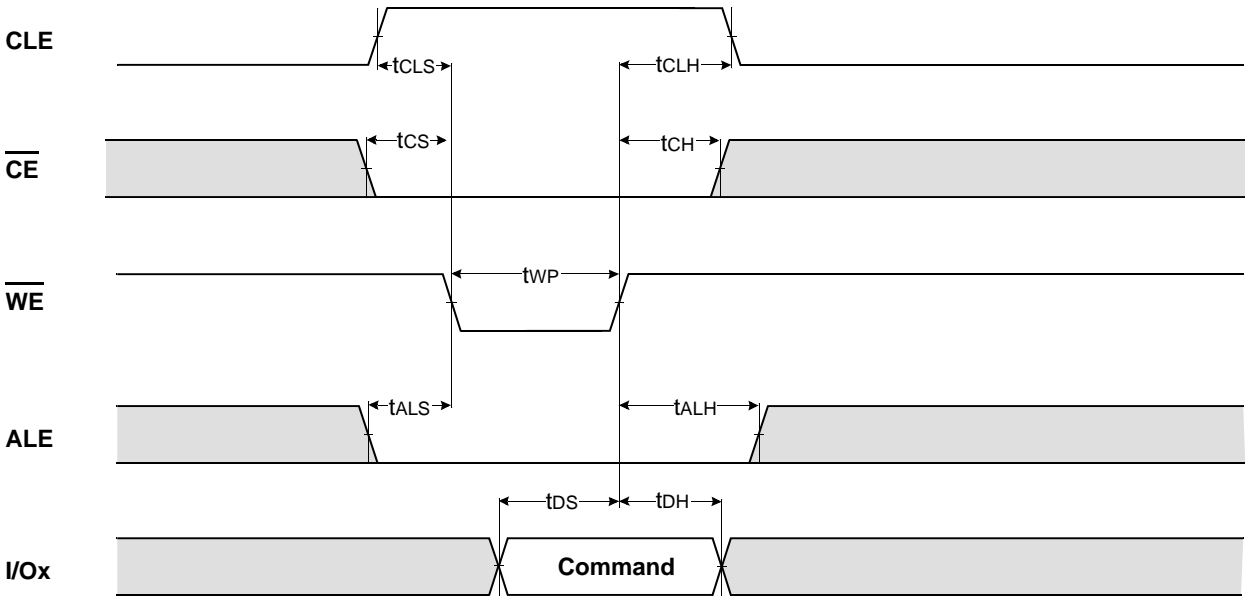 CLE
tCLS
tCLH
CE
tCS
tCH
WE
tWP
ALE
tALS
tALH
tDS
tDH
I/Ox
Command